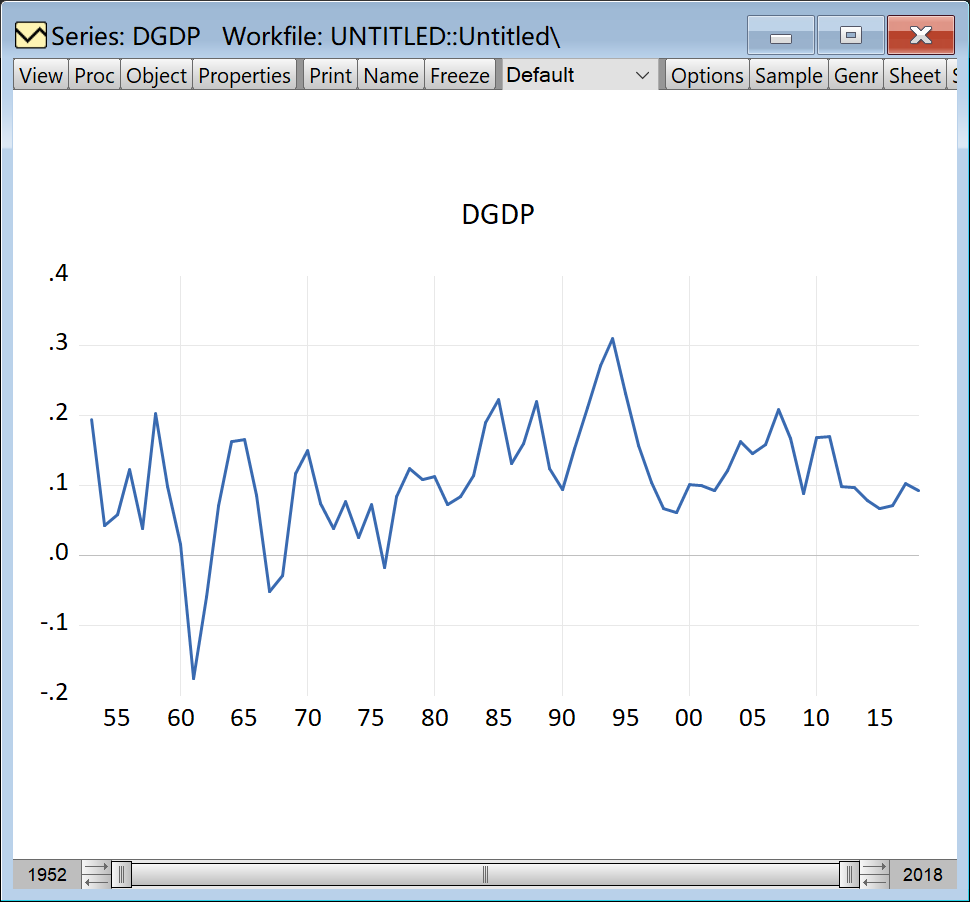 Series: DGDP Workfile: UNTITLED::Untitled\
View Proc Object Properties Print Name Freeze Default Options Sample Genr Sheet
DGDP
.4
.3
.2
.1
.0
-.1
-.2
55 60 65 70 75 80 85 90 95 00 05 10 15
1952 2018